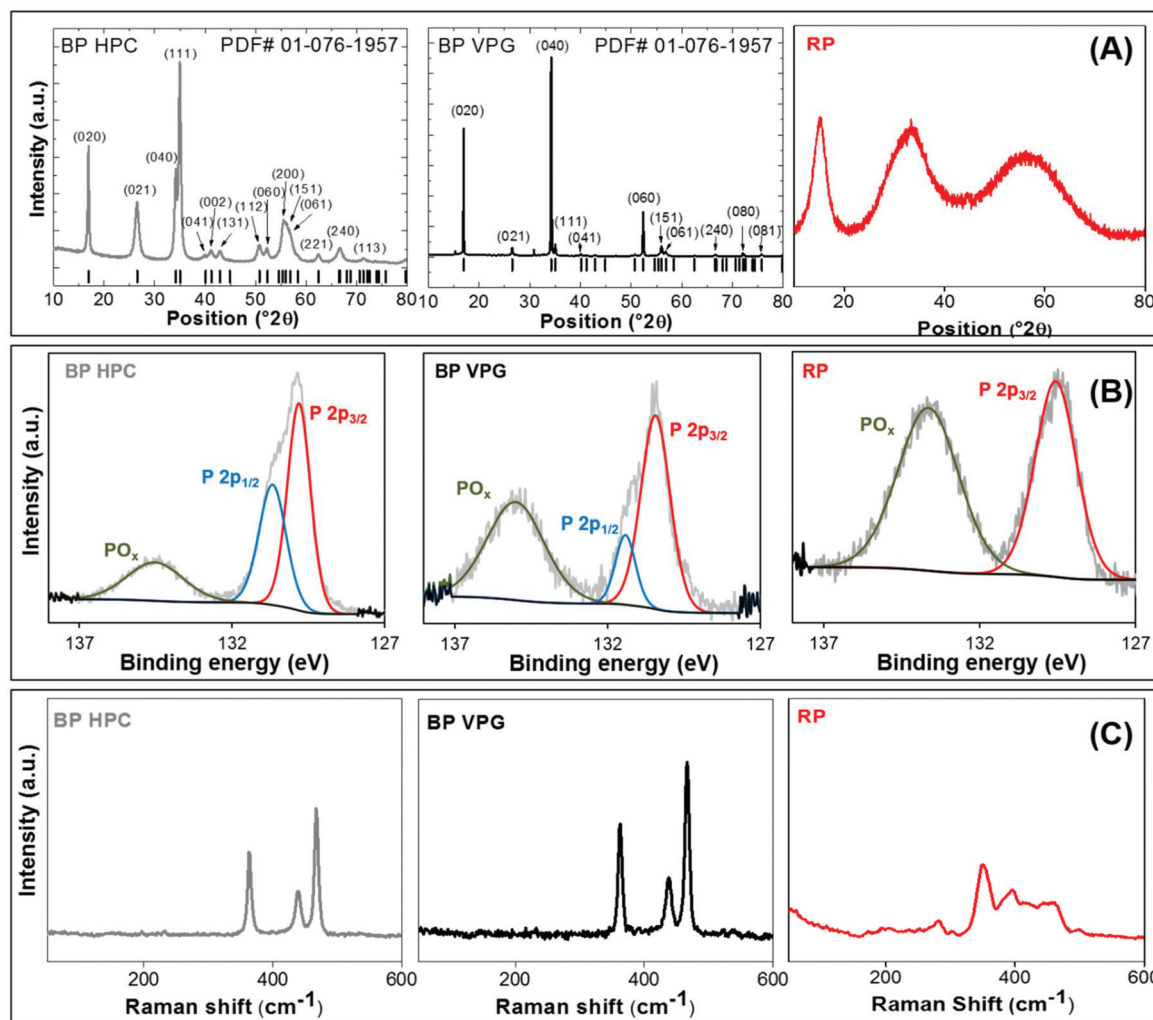 BP HPC
PDF# 01-076-1957
(111)
(020)
(040)
(021)
(002)
(041)
(131)
(112)
(060)
(200)
(151)
(061)
(221)
(240)
(113)
Intensity (a.u.)
10 20 30 40 50 60 70 80
Position (°2θ)
BP VPG
PDF# 01-076-1957
(040)
(020)
(021)
(111)
(041)
(060)
(151)
(061)
(240)
(080)
(081)
10 20 30 40 50 60 70 80
Position (°2θ)
RP
(A)
20 40 60 80
Position (°2θ)
BP HPC
P 2p3/2
P 2p1/2
POx
Intensity (a.u.)
137 132 127
Binding energy (eV)
BP VPG
P 2p3/2
POx
P 2p1/2
137 132 127
Binding energy (eV)
RP
(B)
P 2p3/2
POx
137 132 127
Binding energy (eV)
BP HPC
Intensity (a.u.)
200 400 600
Raman shift (cm-1)
BP VPG
200 400 600
Raman shift (cm-1)
RP
(C)
200 400 600
Raman Shift (cm-1)